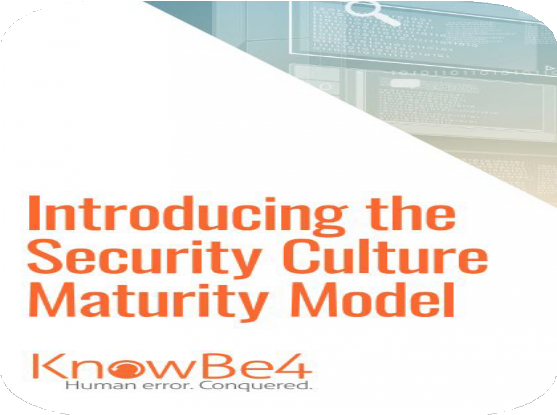 Introducing the
Security Culture
Maturity Model
KnowBe4
Human error. Conquered.